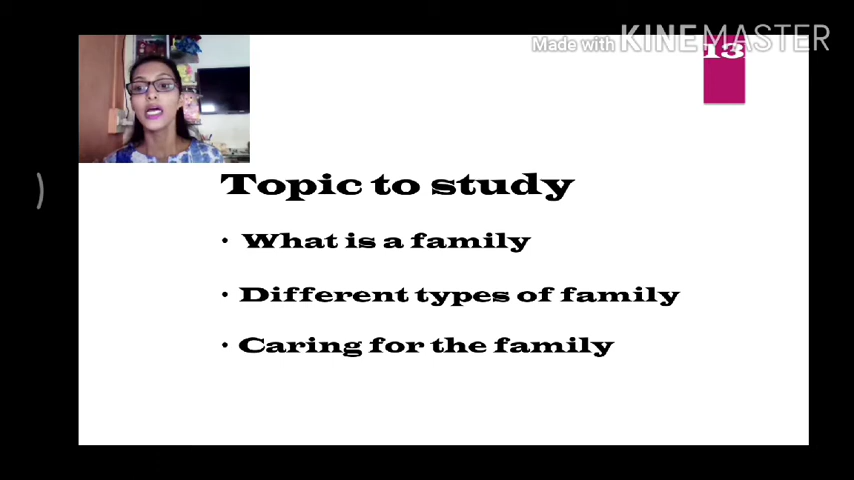 Made with KINEMASTER
13
Topic to study
• What is a family
• Different types of family
• Caring for the family